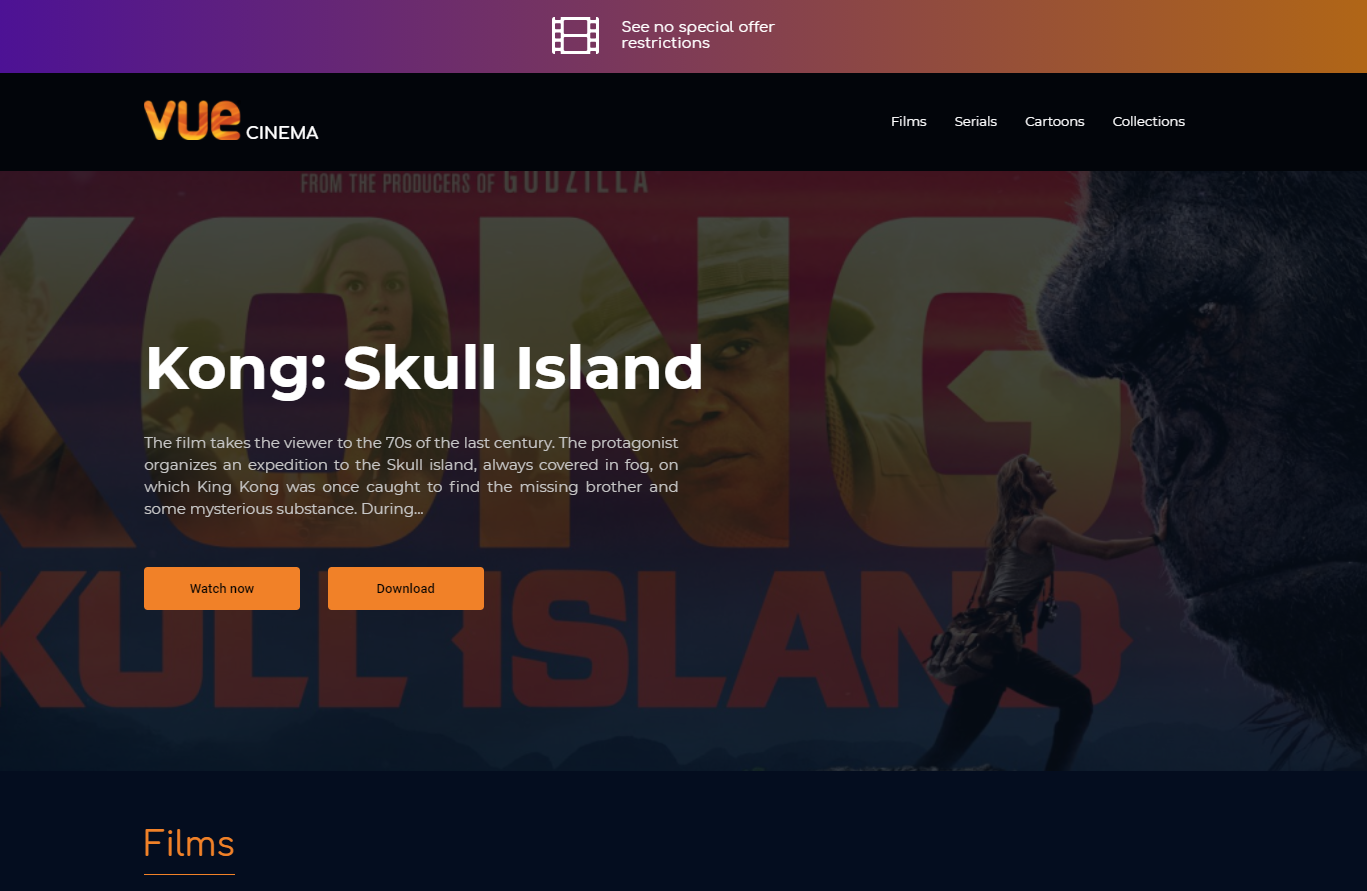 See no special offer
restrictions
vue CINEMA
Films Serials Cartoons Collections
FROM THE PRODUCERS OF GODZILLA
KONG
Kong: Skull Island
The film takes the viewer to the 70s of the last century. The protagonist
organizes an expedition to the Skull island, always covered in fog, on
which King Kong was once caught to find the missing brother and
some mysterious substance. During...
Watch now Download
SKULL ISLAND
Films